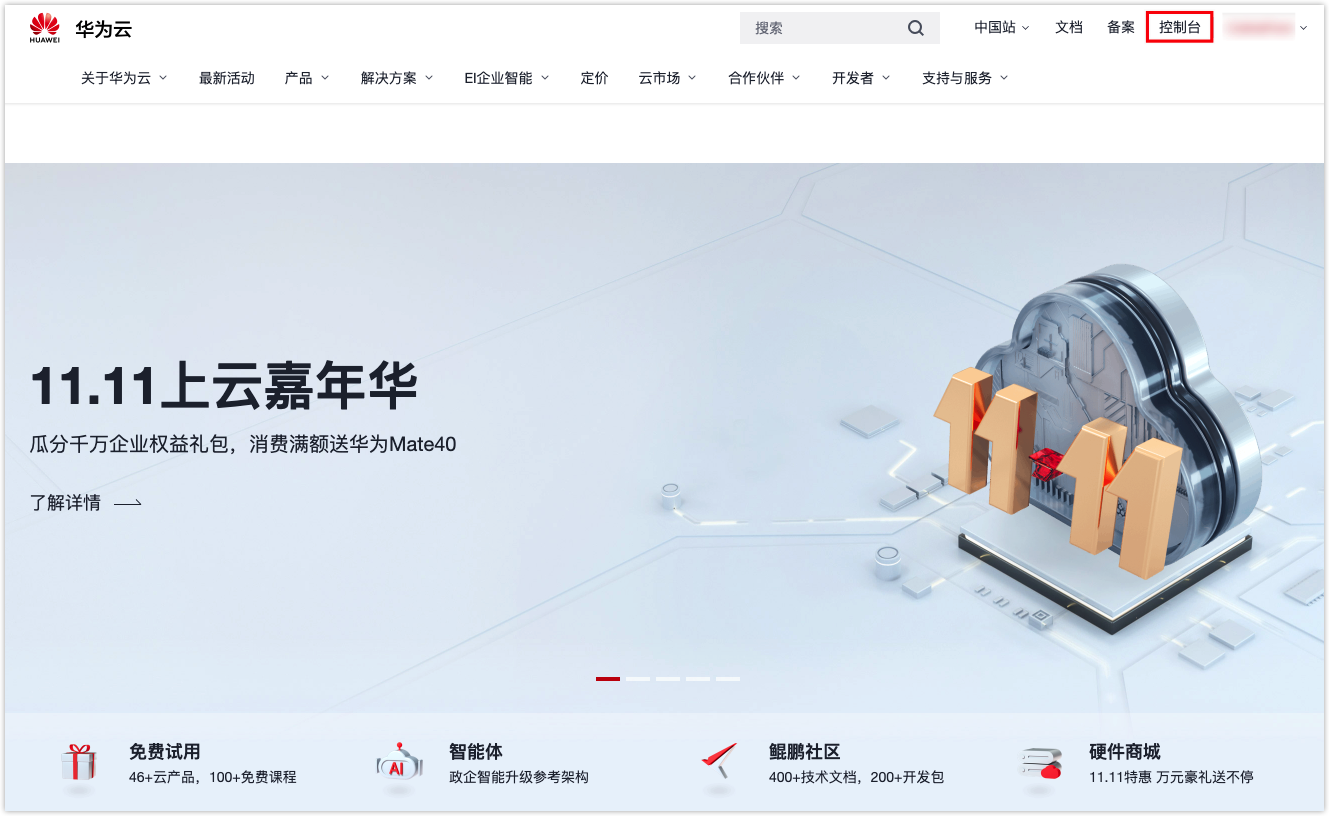 HUAWEI 华为云 搜索 中国站 文档 备案 控制台
关于华为云 最新活动 产品 解决方案 EI企业智能 定价 云市场 合作伙伴 开发者 支持与服务
11.11上云嘉年华
瓜分千万企业权益礼包，消费满额送华为Mate40
了解详情
11.11
免费试用
46+云产品，100+免费课程
AI
智能体
政企智能升级参考架构
鲲鹏社区
400+技术文档，200+开发包
硬件商城
11.11特惠 万元豪礼送不停